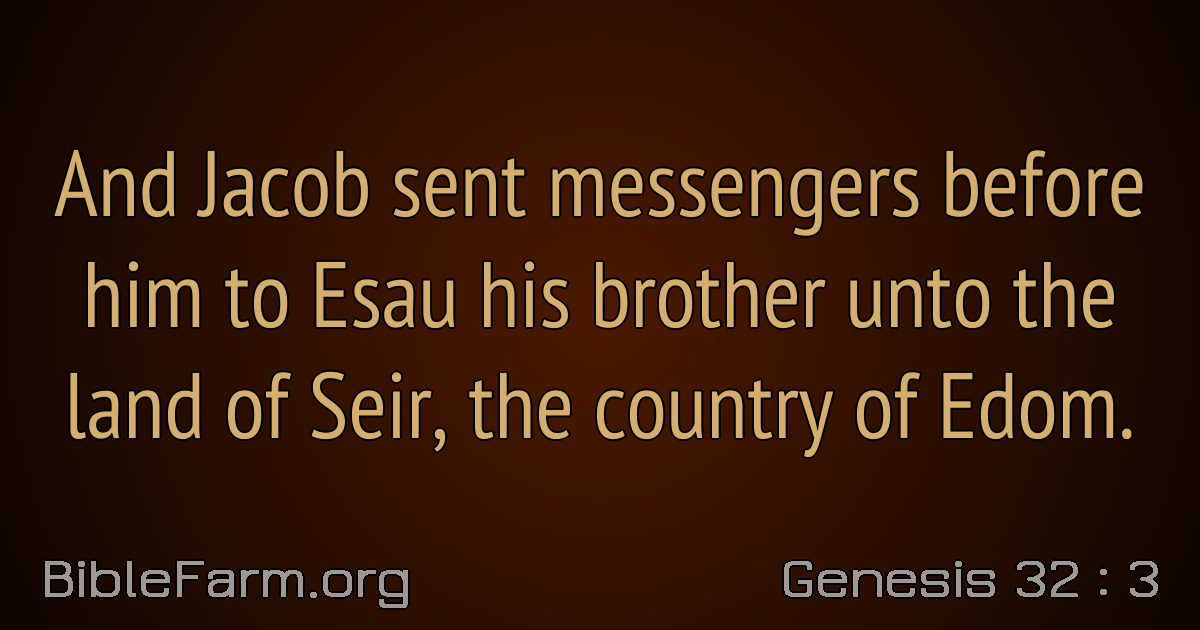 And Jacob sent messengers before
him to Esau his brother unto the
land of Seir, the country of Edom.
BibleFarm.org
Genesis 32 : 3